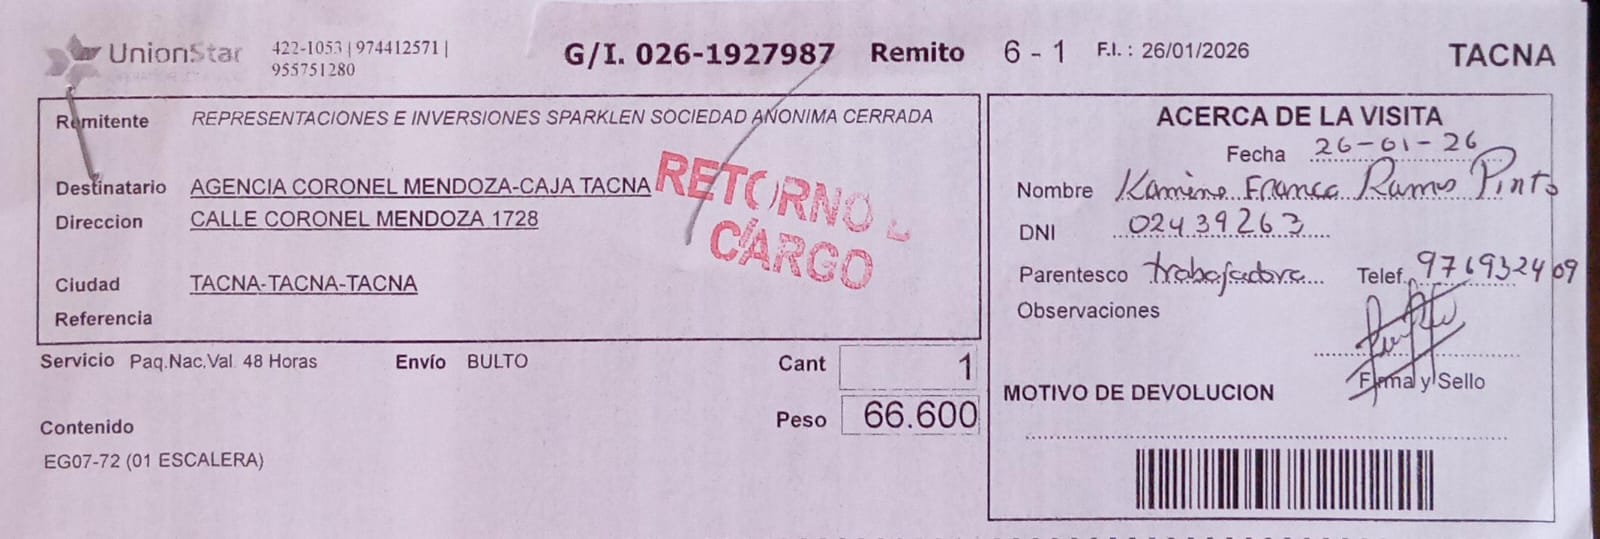 UnionStar 422-1053 | 974412571 | G/I. 026-1927987 Remito 6 - 1 F.I. : 26/01/2026 TACNA
955751280
Remitente REPRESENTACIONES E INVERSIONES SPARKLEN SOCIEDAD ANONIMA CERRADA
Destinatario AGENCIA CORONEL MENDOZA-CAJA TACNA
Direccion CALLE CORONEL MENDOZA 1728
Ciudad TACNA-TACNA-TACNA
Referencia
RETORNO
CARGO
Servicio Paq.Nac.Val 48 Horas Envío BULTO Cant 1
Peso 66.600
Contenido
EG07-72 (01 ESCALERA)
ACERCA DE LA VISITA
Fecha 26-01-26
Nombre Franca Ramos Pinto
DNI 02439263
Parentesco trabajadora Telef. 976932409
Observaciones
Firma y Sello
MOTIVO DE DEVOLUCION